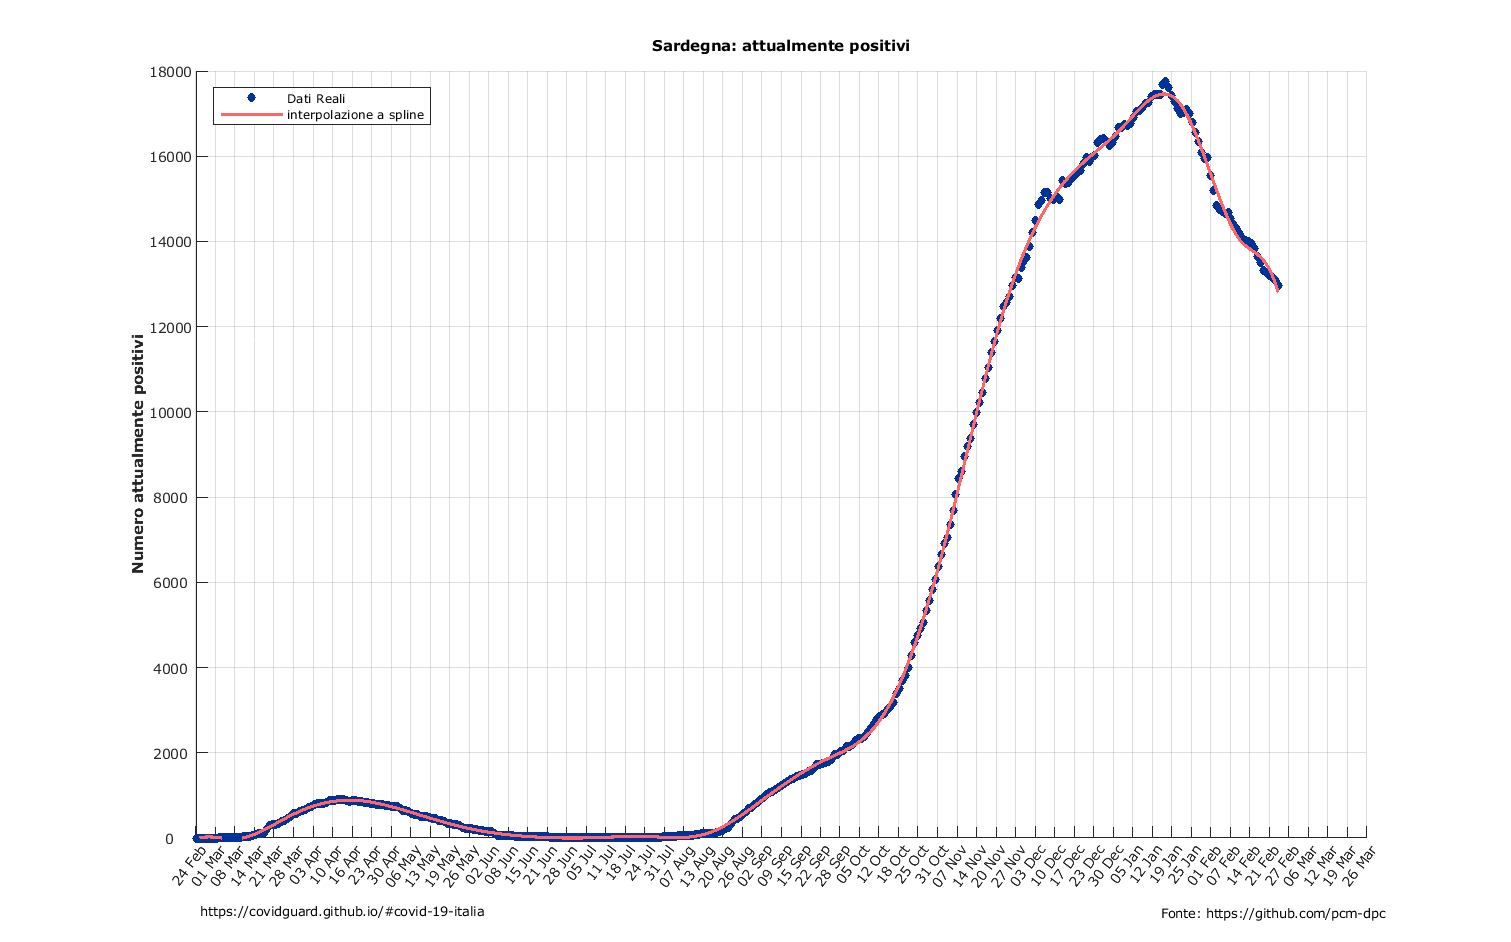 Sardegna: attualmente positivi
18000
16000
14000
12000
10000
8000
6000
4000
2000
0
Numero attualmente positivi
Dati Reali
interpolazione a spline
24 Feb
01 Mar
08 Mar
14 Mar
21 Mar
28 Mar
03 Apr
10 Apr
16 Apr
23 Apr
30 Apr
06 May
13 May
19 May
26 May
02 Jun
08 Jun
15 Jun
22 Jun
28 Jun
05 Jul
11 Jul
18 Jul
24 Jul
31 Jul
07 Aug
13 Aug
20 Aug
26 Aug
02 Sep
09 Sep
15 Sep
22 Sep
28 Sep
05 Oct
12 Oct
18 Oct
25 Oct
31 Oct
07 Nov
14 Nov
20 Nov
27 Nov
03 Dec
10 Dec
17 Dec
23 Dec
30 Dec
05 Jan
12 Jan
19 Jan
25 Jan
01 Feb
07 Feb
14 Feb
21 Feb
27 Feb
06 Mar
12 Mar
19 Mar
26 Mar
https://covidguard.github.io/#covid-19-italia
Fonte: https://github.com/pcm-dpc